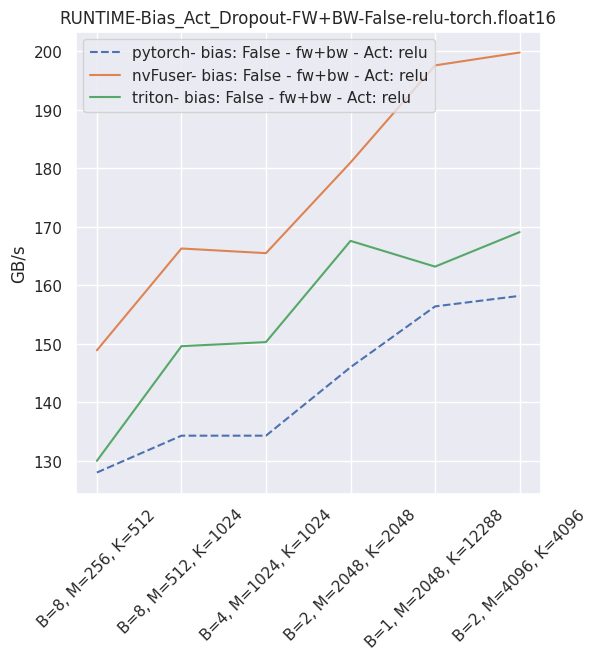 RUNTIME-Bias_Act_Dropout-FW+BW-False-relu-torch.float16
pytorch- bias: False - fw+bw - Act: relu
nvFuser- bias: False - fw+bw - Act: relu
triton- bias: False - fw+bw - Act: relu
200
190
180
170
160
150
140
130
GB/s
B=8, M=256, K=512
B=8, M=512, K=1024
B=4, M=1024, K=1024
B=2, M=2048, K=2048
B=1, M=2048, K=12288
B=2, M=4096, K=4096